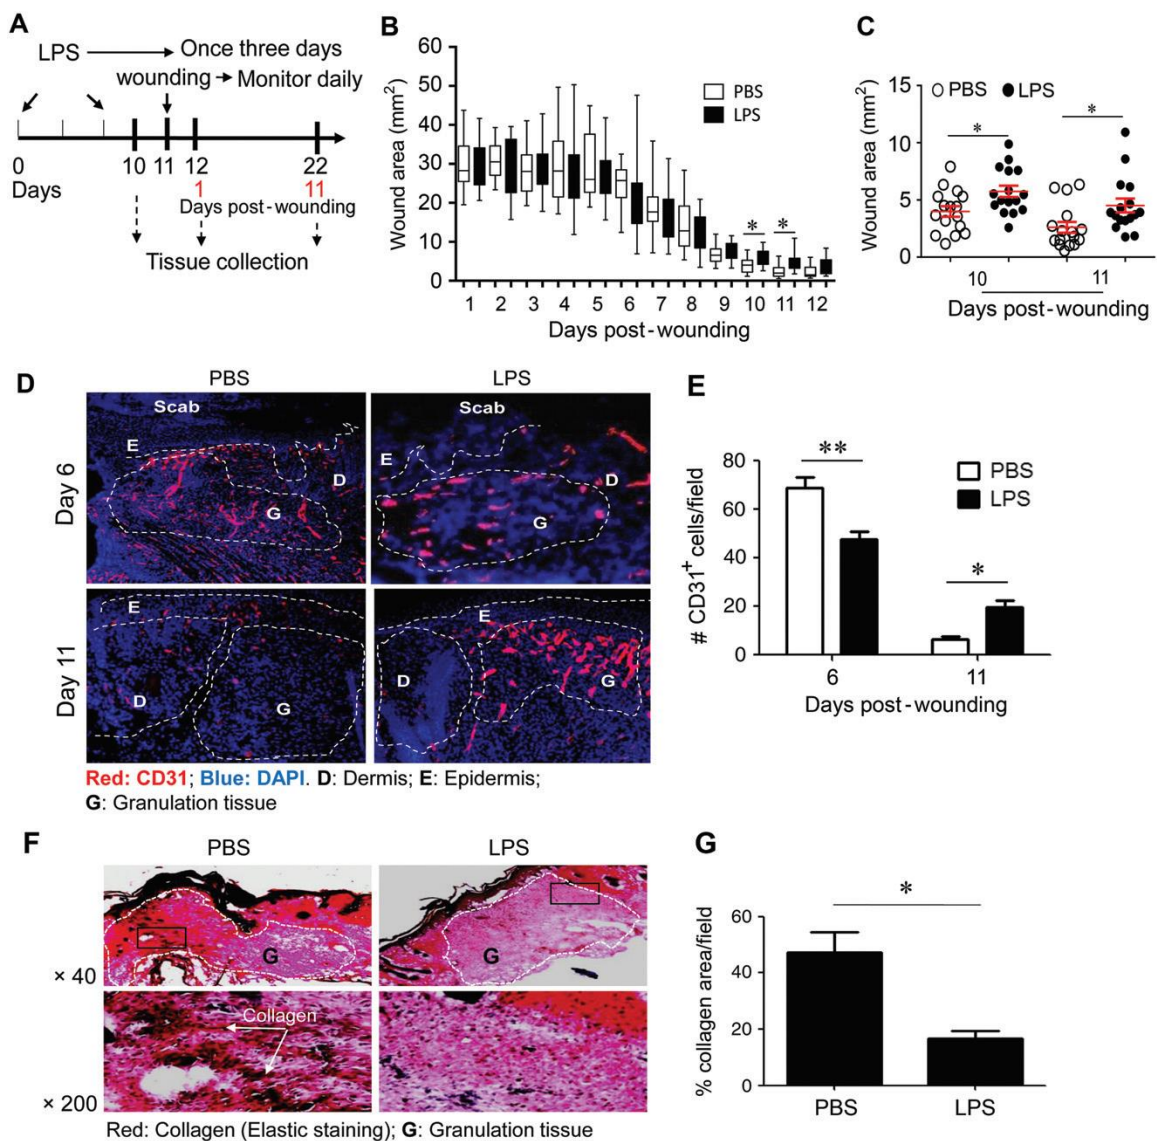 A
LPS
Once three days
wounding
Monitor daily
0
10
11
12
22
Days
1
11
Days post-wounding
Tissue collection
B
Wound area (mm²)
60
50
40
30
20
10
0
PBS
LPS
*
*
1 2 3 4 5 6 7 8 9 10 11 12
Days post-wounding
C
Wound area (mm²)
15
10
5
0
PBS
LPS
*
*
10
11
Days post-wounding
D
PBS
LPS
Day 6
Scab
E
D
G
Scab
E
D
G
Day 11
E
D
G
E
D
G
Red: CD31; Blue: DAPI. D: Dermis; E: Epidermis;
G: Granulation tissue
E
# CD31⁺ cells/field
80
60
40
20
0
**
*
PBS
LPS
6
11
Days post-wounding
F
PBS
LPS
× 40
G
G
× 200
Collagen
Red: Collagen (Elastic staining); G: Granulation tissue
G
% collagen area/field
60
40
20
0
*
PBS
LPS